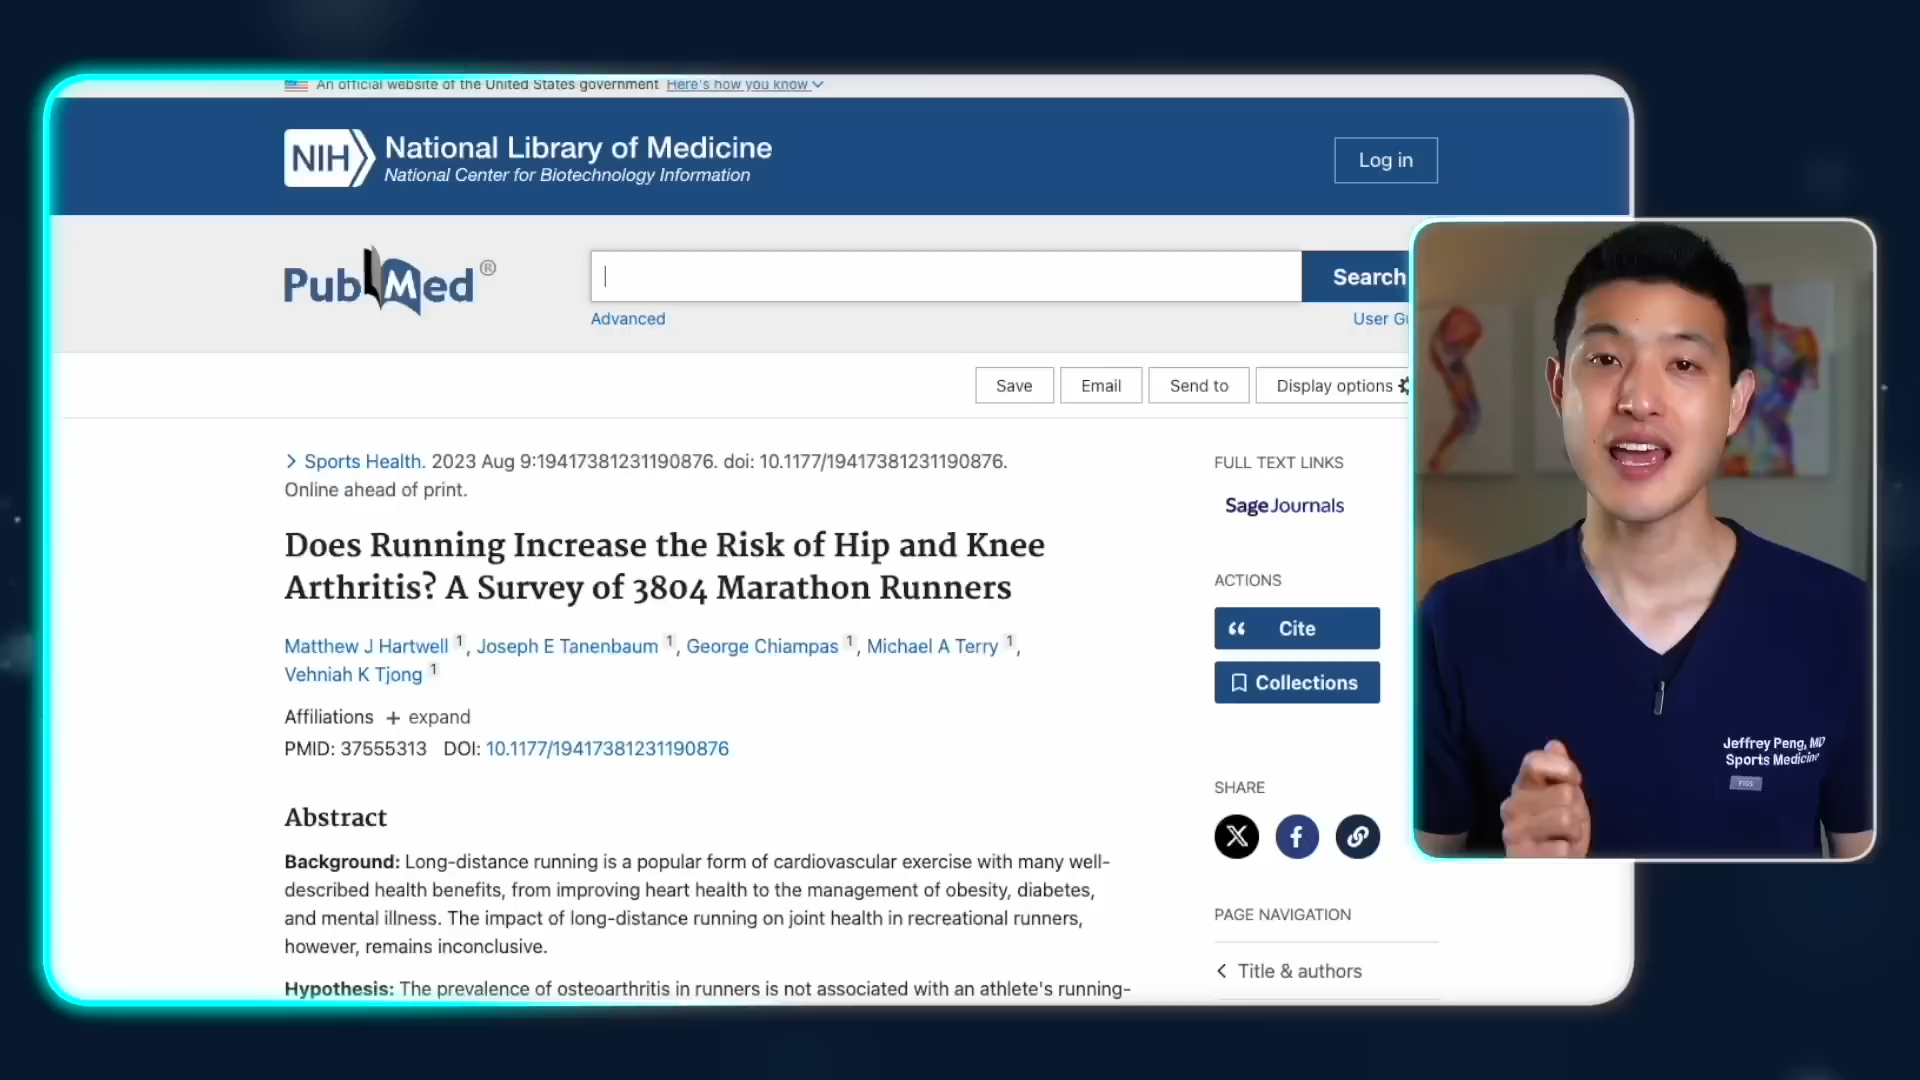 An official website of the United States government Here's how you know
NIH National Library of Medicine
National Center for Biotechnology Information
Log in
PubMed®
Search
Advanced
User Gu
Save
Email
Send to
Display options
Sports Health. 2023 Aug 9:19417381231190876. doi: 10.1177/19417381231190876.
Online ahead of print.
Does Running Increase the Risk of Hip and Knee
Arthritis? A Survey of 3804 Marathon Runners
Matthew J Hartwell 1, Joseph E Tanenbaum 1, George Chiampas 1, Michael A Terry 1,
Vehniah K Tjong 1
Affiliations + expand
PMID: 37555313 DOI: 10.1177/19417381231190876
Abstract
Background: Long-distance running is a popular form of cardiovascular exercise with many well-
described health benefits, from improving heart health to the management of obesity, diabetes,
and mental illness. The impact of long-distance running on joint health in recreational runners,
however, remains inconclusive.
Hypothesis: The prevalence of osteoarthritis in runners is not associated with an athlete's running-
FULL TEXT LINKS
Sage Journals
ACTIONS
Cite
Collections
SHARE
PAGE NAVIGATION
Title & authors
Jeffrey Peng, MD
Sports Medicine
FIGS